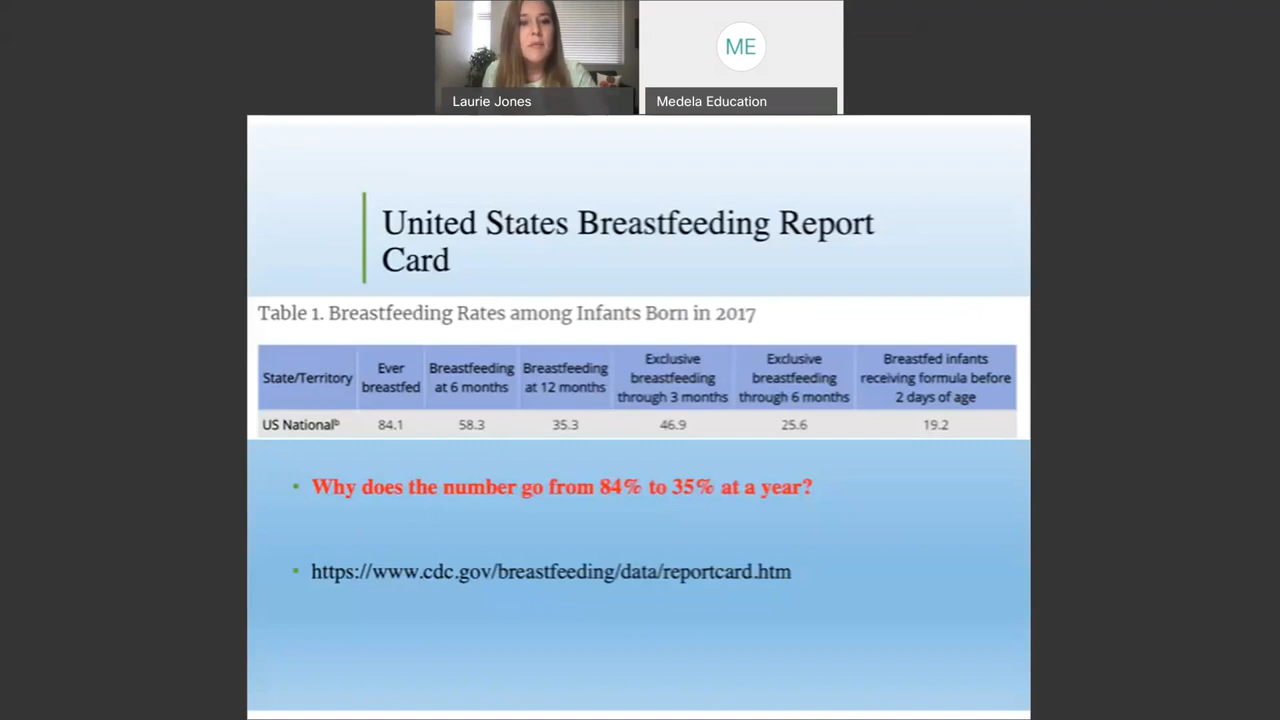 ME
Laurie Jones
Medela Education
United States Breastfeeding Report
Card
Table 1. Breastfeeding Rates among Infants Born in 2017
State/Territory
Ever
breastfed
Breastfeeding
at 6 months
Breastfeeding
at 12 months
Exclusive
breastfeeding
through 3 months
Exclusive
breastfeeding
through 6 months
Breastfed infants
receiving formula before
2 days of age
US Nationalᵇ 84.1 58.3 35.3 46.9 25.6 19.2
• Why does the number go from 84% to 35% at a year?
• https://www.cdc.gov/breastfeeding/data/reportcard.htm